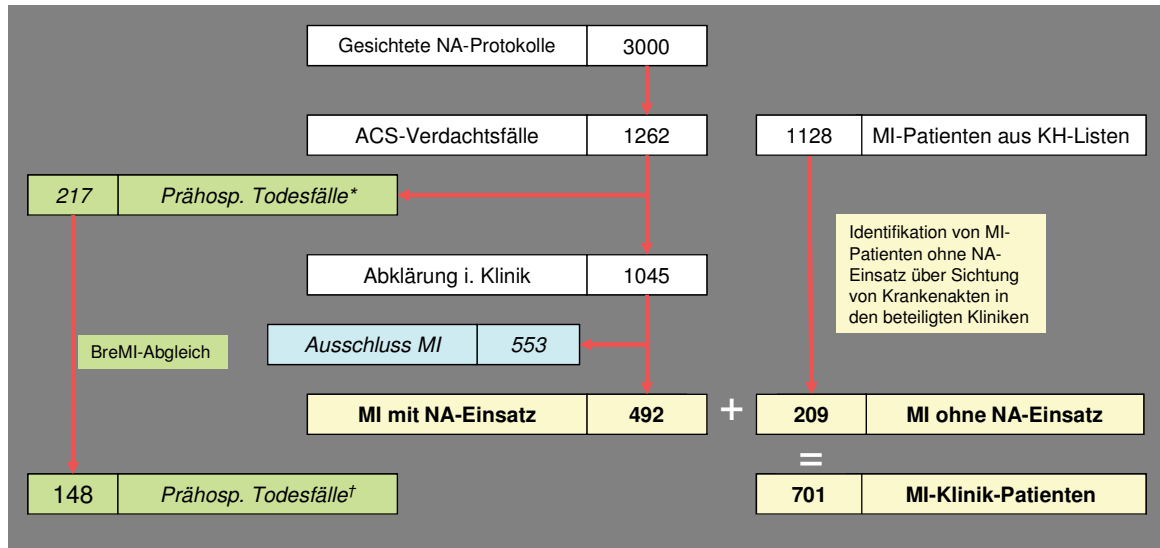 Gesichtete NA-Protokolle 3000
ACS-Verdachtsfälle 1262
1128 MI-Patienten aus KH-Listen
217 Prähosp. Todesfälle*
Identifikation von MI-
Patienten ohne NA-
Einsatz über Sichtung
von Krankenakten in
den beteiligten Kliniken
Abklärung i. Klinik 1045
BreMI-Abgleich
Ausschluss MI 553
MI mit NA-Einsatz 492 + 209 MI ohne NA-Einsatz
=
148 Prähosp. Todesfälle†
701 MI-Klinik-Patienten